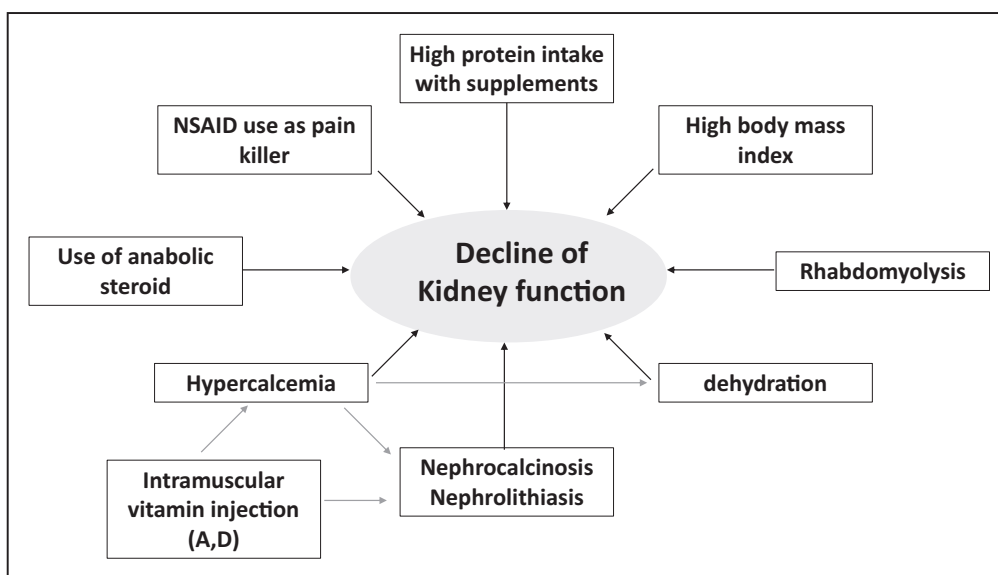 High protein intake
with supplements
NSAID use as pain
killer
High body mass
index
Decline of
Kidney function
Use of anabolic
steroid
Rhabdomyolysis
Hypercalcemia
dehydration
Intramuscular
vitamin injection
(A,D)
Nephrocalcinosis
Nephrolithiasis